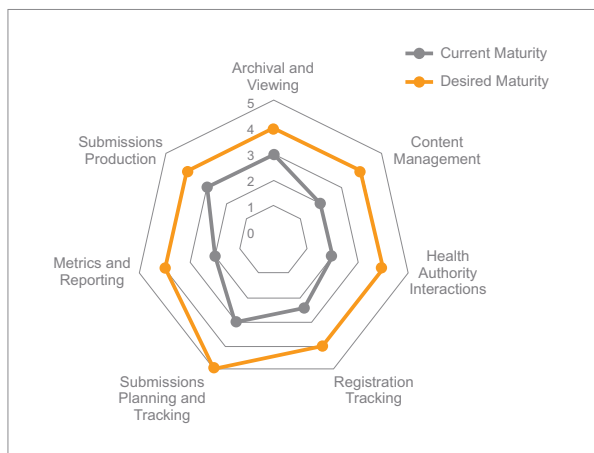 Current Maturity
Desired Maturity
Archival and
Viewing
5
4
3
2
1
0
Submissions
Production
Content
Management
Metrics and
Reporting
Health
Authority
Interactions
Submissions
Planning and
Tracking
Registration
Tracking